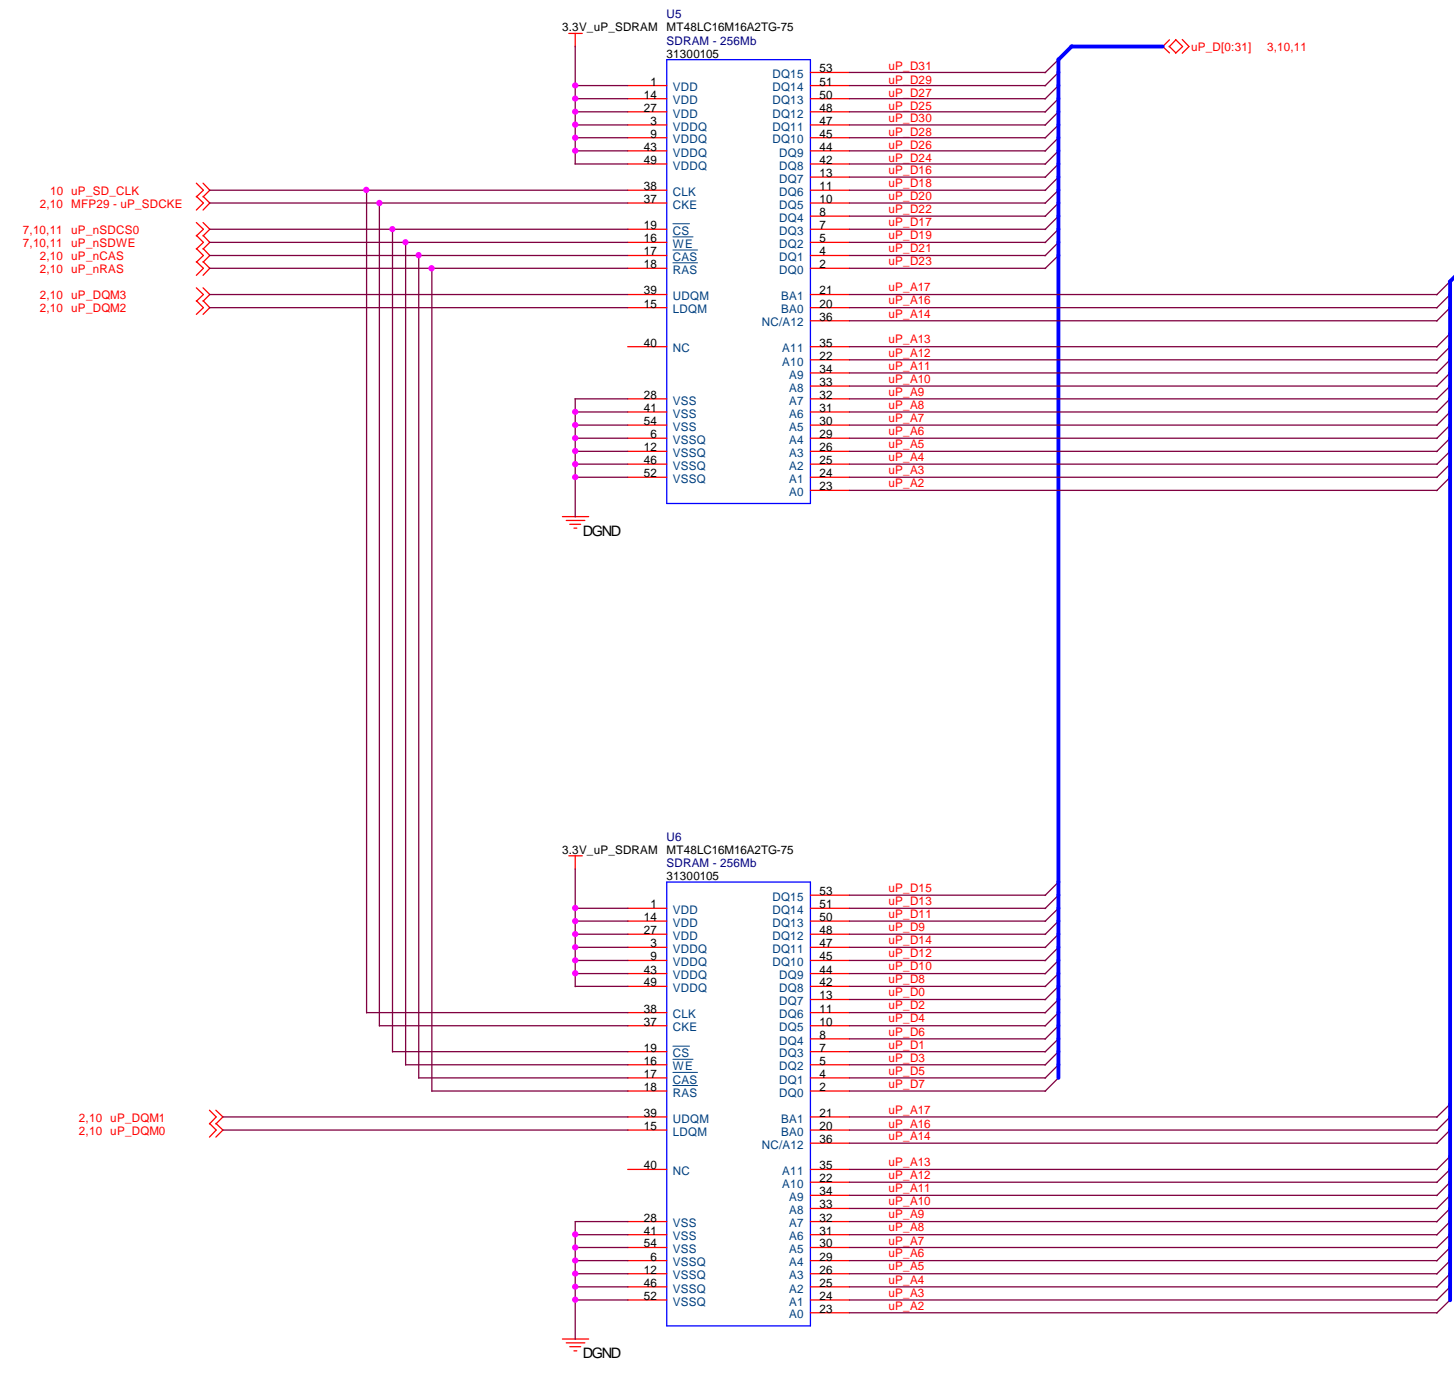 U5
3.3V_uP_SDRAM MT48LC16M16A2TG-75
SDRAM - 256Mb
31300105
uP_D[0:31] 3,10,11
DQ15 53 uP_D31
DQ14 51 uP_D29
1 VDD DQ13 50 uP_D27
14 VDD DQ12 48 uP_D25
27 VDD DQ11 47 uP_D30
3 VDDQ DQ10 45 uP_D28
9 VDDQ DQ9 44 uP_D26
43 VDDQ DQ8 42 uP_D24
49 VDDQ DQ7 13 uP_D16
10 uP_SD_CLK 38 CLK DQ6 11 uP_D18
2,10 MFP29 - uP_SDCKE 37 CKE DQ5 10 uP_D20
DQ4 8 uP_D22
7,10,11 uP_nSDCS0 19 CS DQ3 7 uP_D17
7,10,11 uP_nSDWE 16 WE DQ2 5 uP_D19
2,10 uP_nCAS 17 CAS DQ1 4 uP_D21
2,10 uP_nRAS 18 RAS DQ0 2 uP_D23
2,10 uP_DQM3 39 UDQM BA1 21 uP_A17
2,10 uP_DQM2 15 LDQM BA0 20 uP_A16
NC/A12 36 uP_A14
40 NC A11 35 uP_A13
A10 22 uP_A12
A9 34 uP_A11
A8 33 uP_A10
28 VSS A7 32 uP_A9
41 VSS A6 31 uP_A8
54 VSS A5 30 uP_A7
6 VSSQ A4 29 uP_A6
12 VSSQ A3 26 uP_A5
46 VSSQ A2 25 uP_A4
52 VSSQ A1 24 uP_A3
A0 23 uP_A2
DGND
U6
3.3V_uP_SDRAM MT48LC16M16A2TG-75
SDRAM - 256Mb
31300105
DQ15 53 uP_D15
1 VDD DQ14 51 uP_D13
14 VDD DQ13 50 uP_D11
27 VDD DQ12 48 uP_D9
3 VDDQ DQ11 47 uP_D14
9 VDDQ DQ10 45 uP_D12
43 VDDQ DQ9 44 uP_D10
49 VDDQ DQ8 42 uP_D8
DQ7 13 uP_D0
38 CLK DQ6 11 uP_D2
37 CKE DQ5 10 uP_D4
DQ4 8 uP_D6
19 CS DQ3 7 uP_D1
16 WE DQ2 5 uP_D3
17 CAS DQ1 4 uP_D5
18 RAS DQ0 2 uP_D7
2,10 uP_DQM1 39 UDQM BA1 21 uP_A17
2,10 uP_DQM0 15 LDQM BA0 20 uP_A16
NC/A12 36 uP_A14
40 NC A11 35 uP_A13
A10 22 uP_A12
A9 34 uP_A11
A8 33 uP_A10
28 VSS A7 32 uP_A9
41 VSS A6 31 uP_A8
54 VSS A5 30 uP_A7
6 VSSQ A4 29 uP_A6
12 VSSQ A3 26 uP_A5
46 VSSQ A2 25 uP_A4
52 VSSQ A1 24 uP_A3
A0 23 uP_A2
DGND